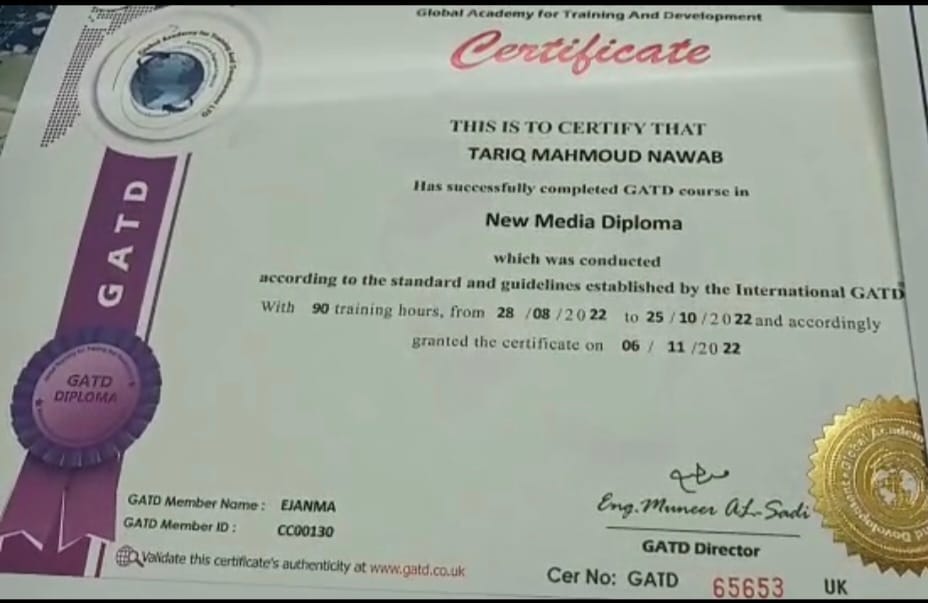 Global Academy for Training And Development
Certificate
THIS IS TO CERTIFY THAT
TARIQ MAHMOUD NAWAB
Has successfully completed GATD course in
New Media Diploma
which was conducted
according to the standard and guidelines established by the International GATD
With 90 training hours, from 28 /08 /2022 to 25 / 10 /2022 and accordingly
granted the certificate on 06 / 11 /20 22
GATD
GATD
DIPLOMA
GATD Member Name : EJANMA
GATD Member ID : CC00130
Validate this certificate's authenticity at www.gatd.co.uk
Eng. Muneer AL-Sadi
GATD Director
Cer No: GATD 65653 UK